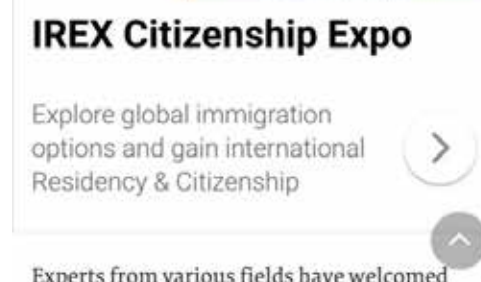 IREX Citizenship Expo
Explore global immigration
options and gain international
Residency & Citizenship
Experts from various fields have welcomed